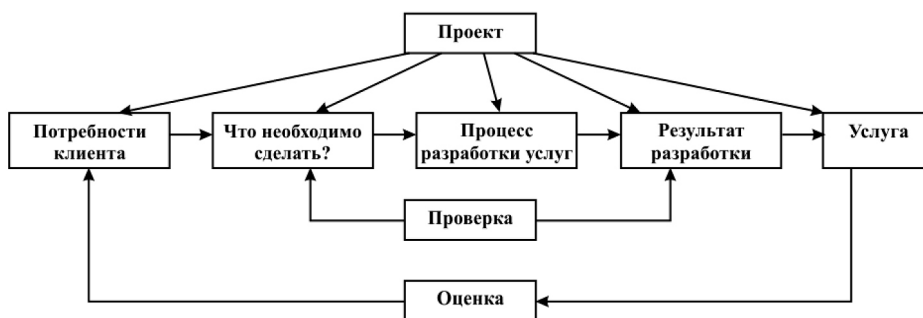 Проект
Потребности
клиента
Что необходимо
сделать?
Процесс
разработки услуг
Результат
разработки
Услуга
Проверка
Оценка